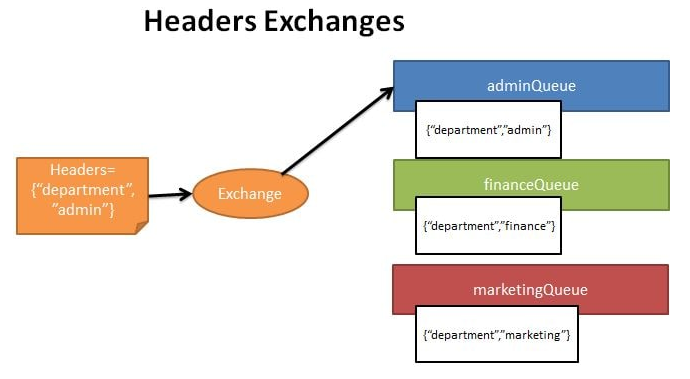 Headers Exchanges
adminQueue
{“department”,”admin”}
Headers=
{“department”,
”admin”}
Exchange
financeQueue
{“department”,”finance”}
marketingQueue
{“department”,”marketing”}